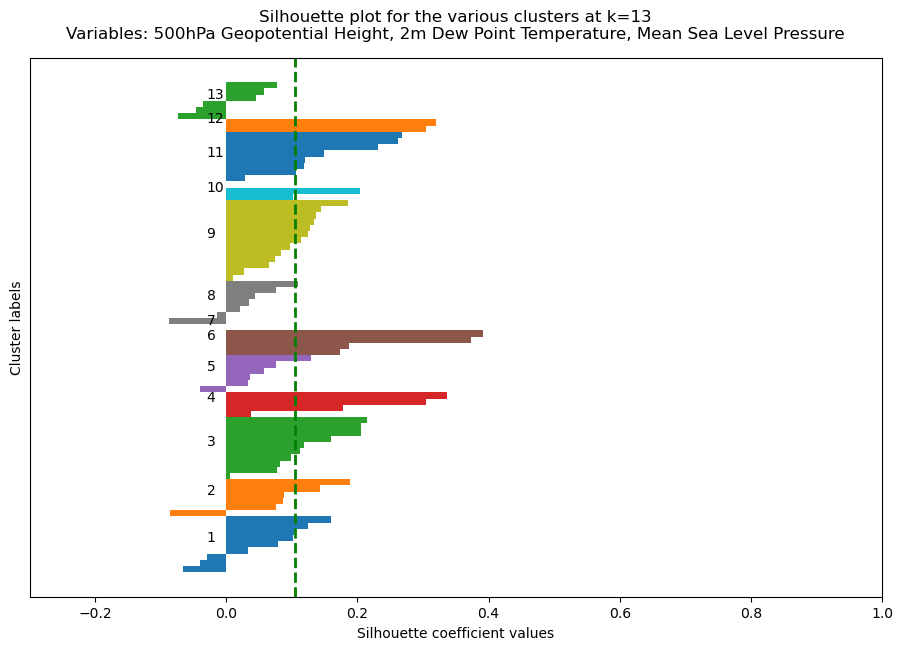 Silhouette plot for the various clusters at k=13
Variables: 500hPa Geopotential Height, 2m Dew Point Temperature, Mean Sea Level Pressure
13
12
11
10
9
8
7
6
5
4
3
2
1
Cluster labels
−0.2 0.0 0.2 0.4 0.6 0.8 1.0
Silhouette coefficient values